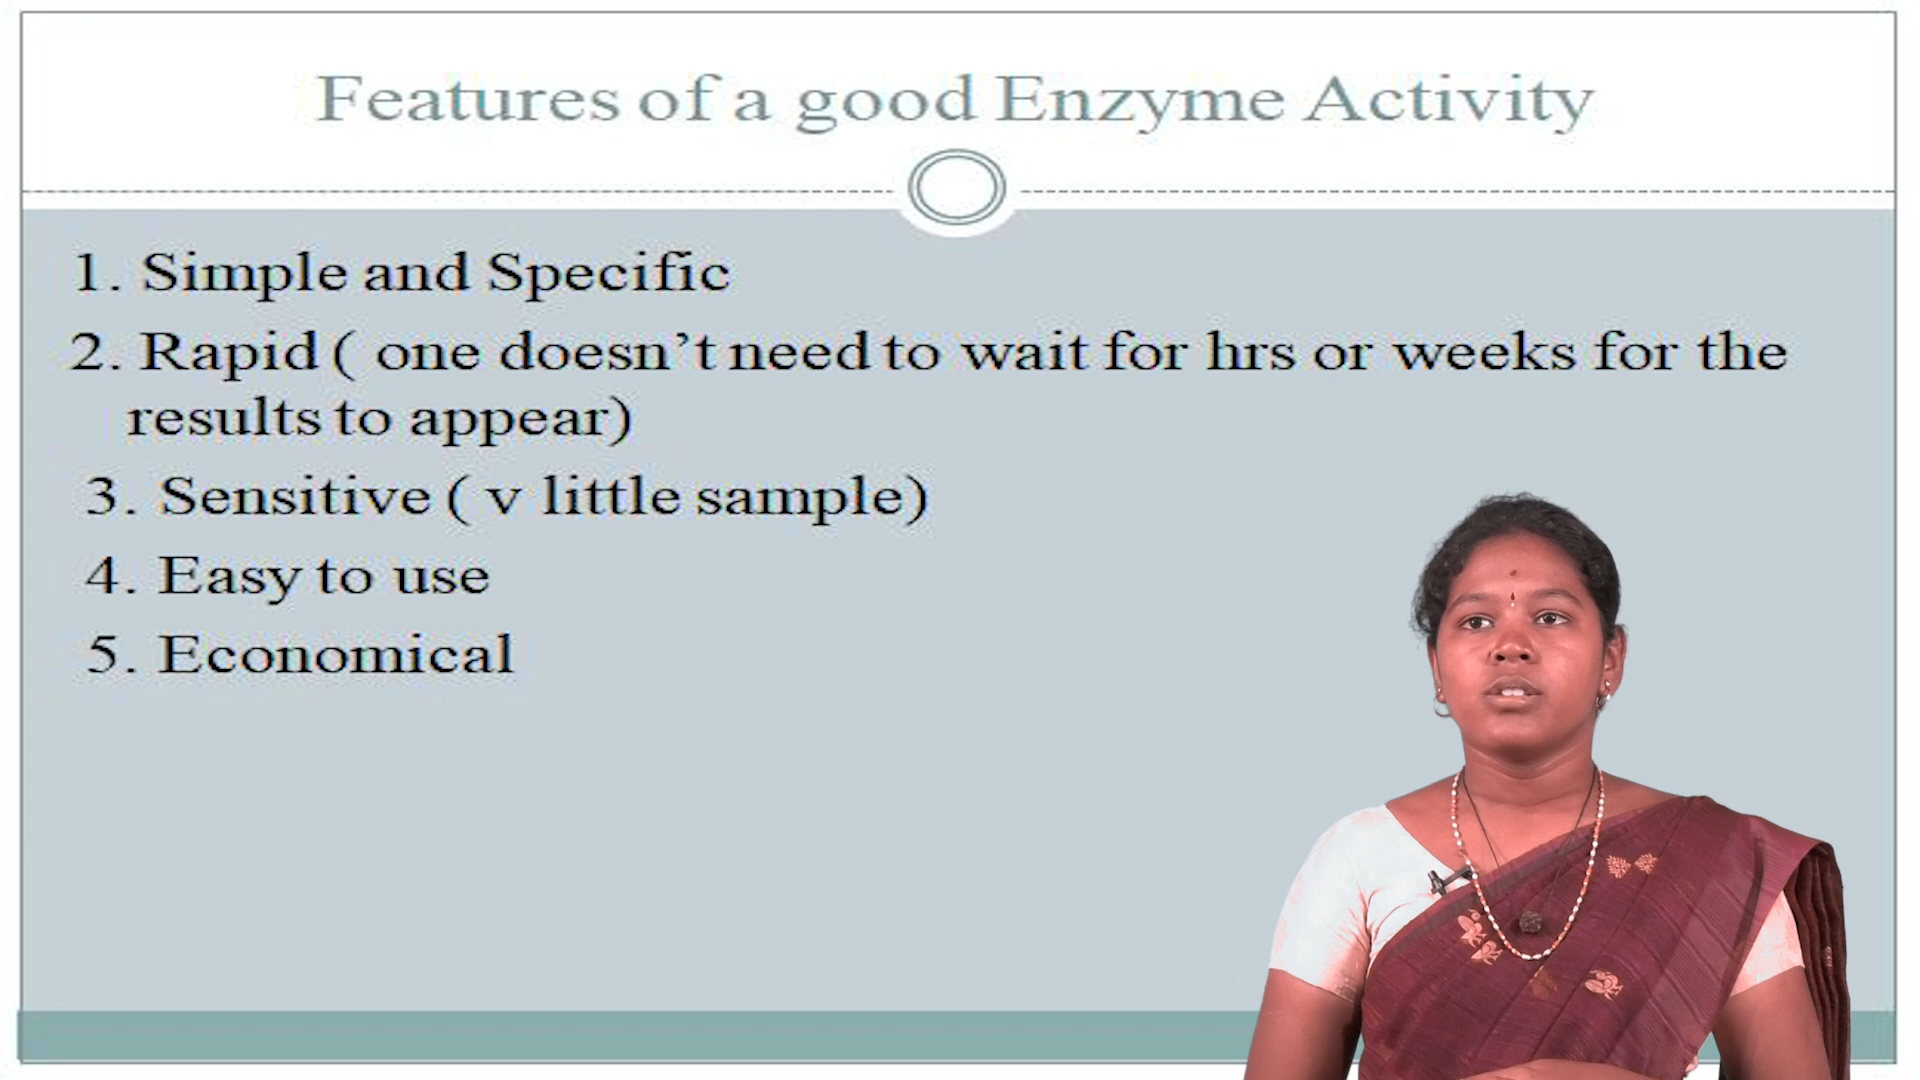 Features of a good Enzyme Activity
1. Simple and Specific
2. Rapid ( one doesn’t need to wait for hrs or weeks for the
results to appear)
3. Sensitive ( v little sample)
4. Easy to use
5. Economical